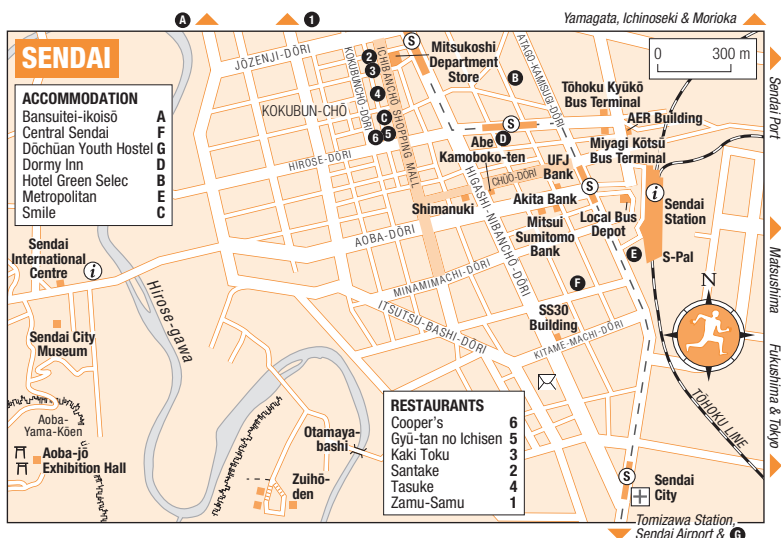 A
1
Yamagata, Ichinoseki & Morioka
SENDAI
0 300 m
ACCOMMODATION
Bansuitei-ikoisō A
Central Sendai F
Dōchūan Youth Hostel G
Dormy Inn D
Hotel Green Selec B
Metropolitan E
Smile C
JŌZENJI-DŌRI
KOKUBUN-CHŌ
KOKUBUNCHŌ-DŌRI
ICHIBANCHŌ SHOPPING MALL
2
3
4
C
6
5
S
Mitsukoshi
Department
Store
ATAGO-KAMISUGI-DŌRI
B
Tōhoku Kyūkō
Bus Terminal
AER Building
Sendai Port
HIROSE-DŌRI
S
D
Abe
Kamoboko-ten
Miyagi Kōtsū
Bus Terminal
UFJ
Bank
CHŪO-DŌRI
S
i
Shimanuki
Akita Bank
Sendai
Station
Mitsui
Sumitomo
Bank
Local Bus
Depot
AOBA-DŌRI
HIGASHI-NIBANCHŌ-DŌRI
E
S-Pal
Matsushima
Sendai
International
Centre
i
Hirose-gawa
MINAMIMACHI-DŌRI
F
N
ITSUTSU-BASHI-DŌRI
SS30
Building
KITAME-MACHI-DŌRI
Sendai City
Museum
Fukushima & Tokyo
TŌHOKU LINE
Aoba-
Yama-Kōen
Aoba-jō
Exhibition Hall
Otamaya-
bashi
Zuihō-
den
RESTAURANTS
Cooper's 6
Gyū-tan no Ichisen 5
Kaki Toku 3
Santake 2
Tasuke 4
Zamu-Samu 1
S
Sendai
City
Tomizawa Station,
Sendai Airport & G